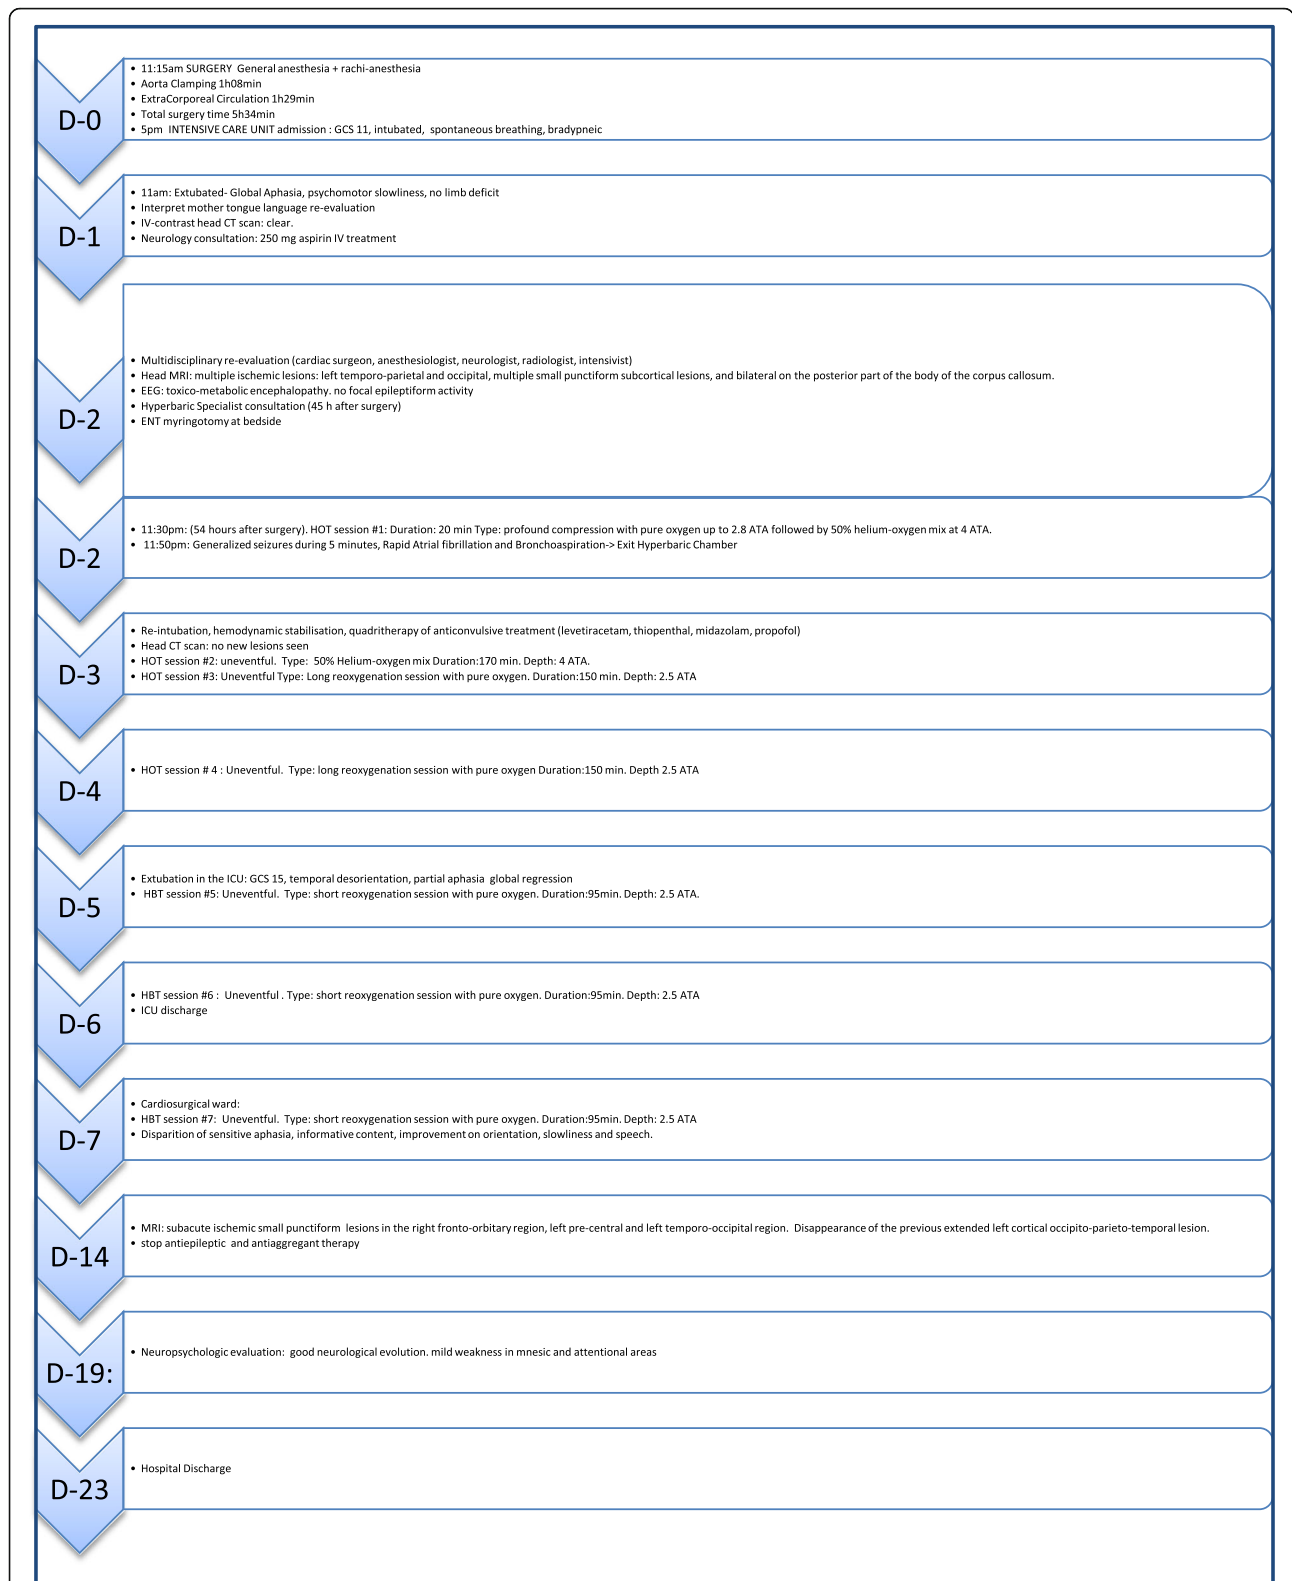 D-0
• 11:15am SURGERY General anesthesia + rachi-anesthesia
• Aorta Clamping 1h08min
• ExtraCorporeal Circulation 1h29min
• Total surgery time 5h34min
• 5pm INTENSIVE CARE UNIT admission : GCS 11, intubated, spontaneous breathing, bradypneic
D-1
• 11am: Extubated- Global Aphasia, psychomotor slowliness, no limb deficit
• Interpret mother tongue language re-evaluation
• IV-contrast head CT scan: clear.
• Neurology consultation: 250 mg aspirin IV treatment
D-2
• Multidisciplinary re-evaluation (cardiac surgeon, anesthesiologist, neurologist, radiologist, intensivist)
• Head MRI: multiple ischemic lesions: left temporo-parietal and occipital, multiple small punctiform subcortical lesions, and bilateral on the posterior part of the body of the corpus callosum.
• EEG: toxico-metabolic encephalopathy. no focal epileptiform activity
• Hyperbaric Specialist consultation (45 h after surgery)
• ENT myringotomy at bedside
D-2
• 11:30pm: (54 hours after surgery). HOT session #1: Duration: 20 min Type: profound compression with pure oxygen up to 2.8 ATA followed by 50% helium-oxygen mix at 4 ATA.
• 11:50pm: Generalized seizures during 5 minutes, Rapid Atrial fibrillation and Bronchoaspiration-> Exit Hyperbaric Chamber
D-3
• Re-intubation, hemodynamic stabilisation, quadritherapy of anticonvulsive treatment (levetiracetam, thiopenthal, midazolam, propofol)
• Head CT scan: no new lesions seen
• HOT session #2: uneventful. Type: 50% Helium-oxygen mix Duration:170 min. Depth: 4 ATA.
• HOT session #3: Uneventful Type: Long reoxygenation session with pure oxygen. Duration:150 min. Depth: 2.5 ATA
D-4
• HOT session # 4 : Uneventful. Type: long reoxygenation session with pure oxygen Duration:150 min. Depth 2.5 ATA
D-5
• Extubation in the ICU: GCS 15, temporal desorientation, partial aphasia global regression
• HBT session #5: Uneventful. Type: short reoxygenation session with pure oxygen. Duration:95min. Depth: 2.5 ATA.
D-6
• HBT session #6 : Uneventful . Type: short reoxygenation session with pure oxygen. Duration:95min. Depth: 2.5 ATA
• ICU discharge
D-7
• Cardiosurgical ward:
• HBT session #7: Uneventful. Type: short reoxygenation session with pure oxygen. Duration:95min. Depth: 2.5 ATA
• Disparition of sensitive aphasia, informative content, improvement on orientation, slowliness and speech.
D-14
• MRI: subacute ischemic small punctiform lesions in the right fronto-orbitary region, left pre-central and left temporo-occipital region. Disappearance of the previous extended left cortical occipito-parieto-temporal lesion.
• stop antiepileptic and antiaggregant therapy
D-19:
• Neuropsychologic evaluation: good neurological evolution. mild weakness in mnesic and attentional areas
D-23
• Hospital Discharge